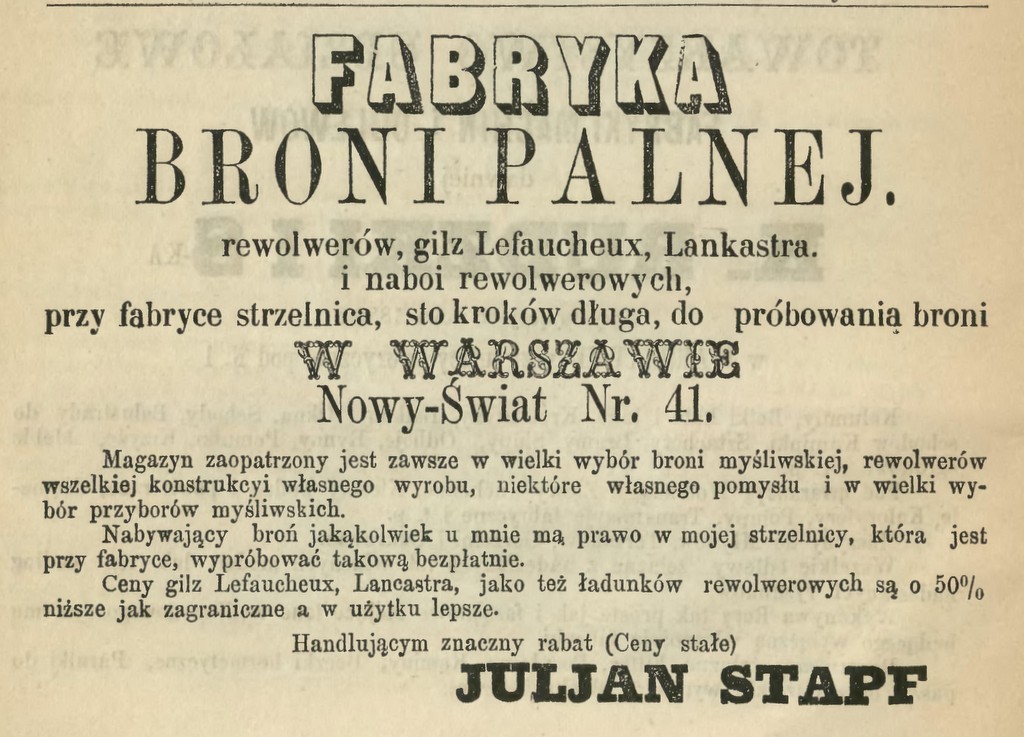 FABRYKA
BRONI PALNEJ.
rewolwerów, gilz Lefaucheux, Lankastra.
i naboi rewolwerowych,
przy fabryce strzelnica, sto kroków długa, do próbowania broni
W WARSZAWIE
Nowy-Świat Nr. 41.
Magazyn zaopatrzony jest zawsze w wielki wybór broni myśliwskiej, rewolwerów
wszelkiej konstrukcyi własnego wyrobu, niektóre własnego pomysłu i w wielki wy-
bór przyborów myśliwskich.
Nabywający broń jakąkolwiek u mnie mą prawo w mojej strzelnicy, która jest
przy fabryce, wypróbować takową bezpłatnie.
Ceny gilz Lefaucheux, Lancastra, jako też ładunków rewolwerowych są o 50%
niższe jak zagraniczne a w użytku lepsze.
Handlującym znaczny rabat (Ceny stałe)
JULJAN STAPF